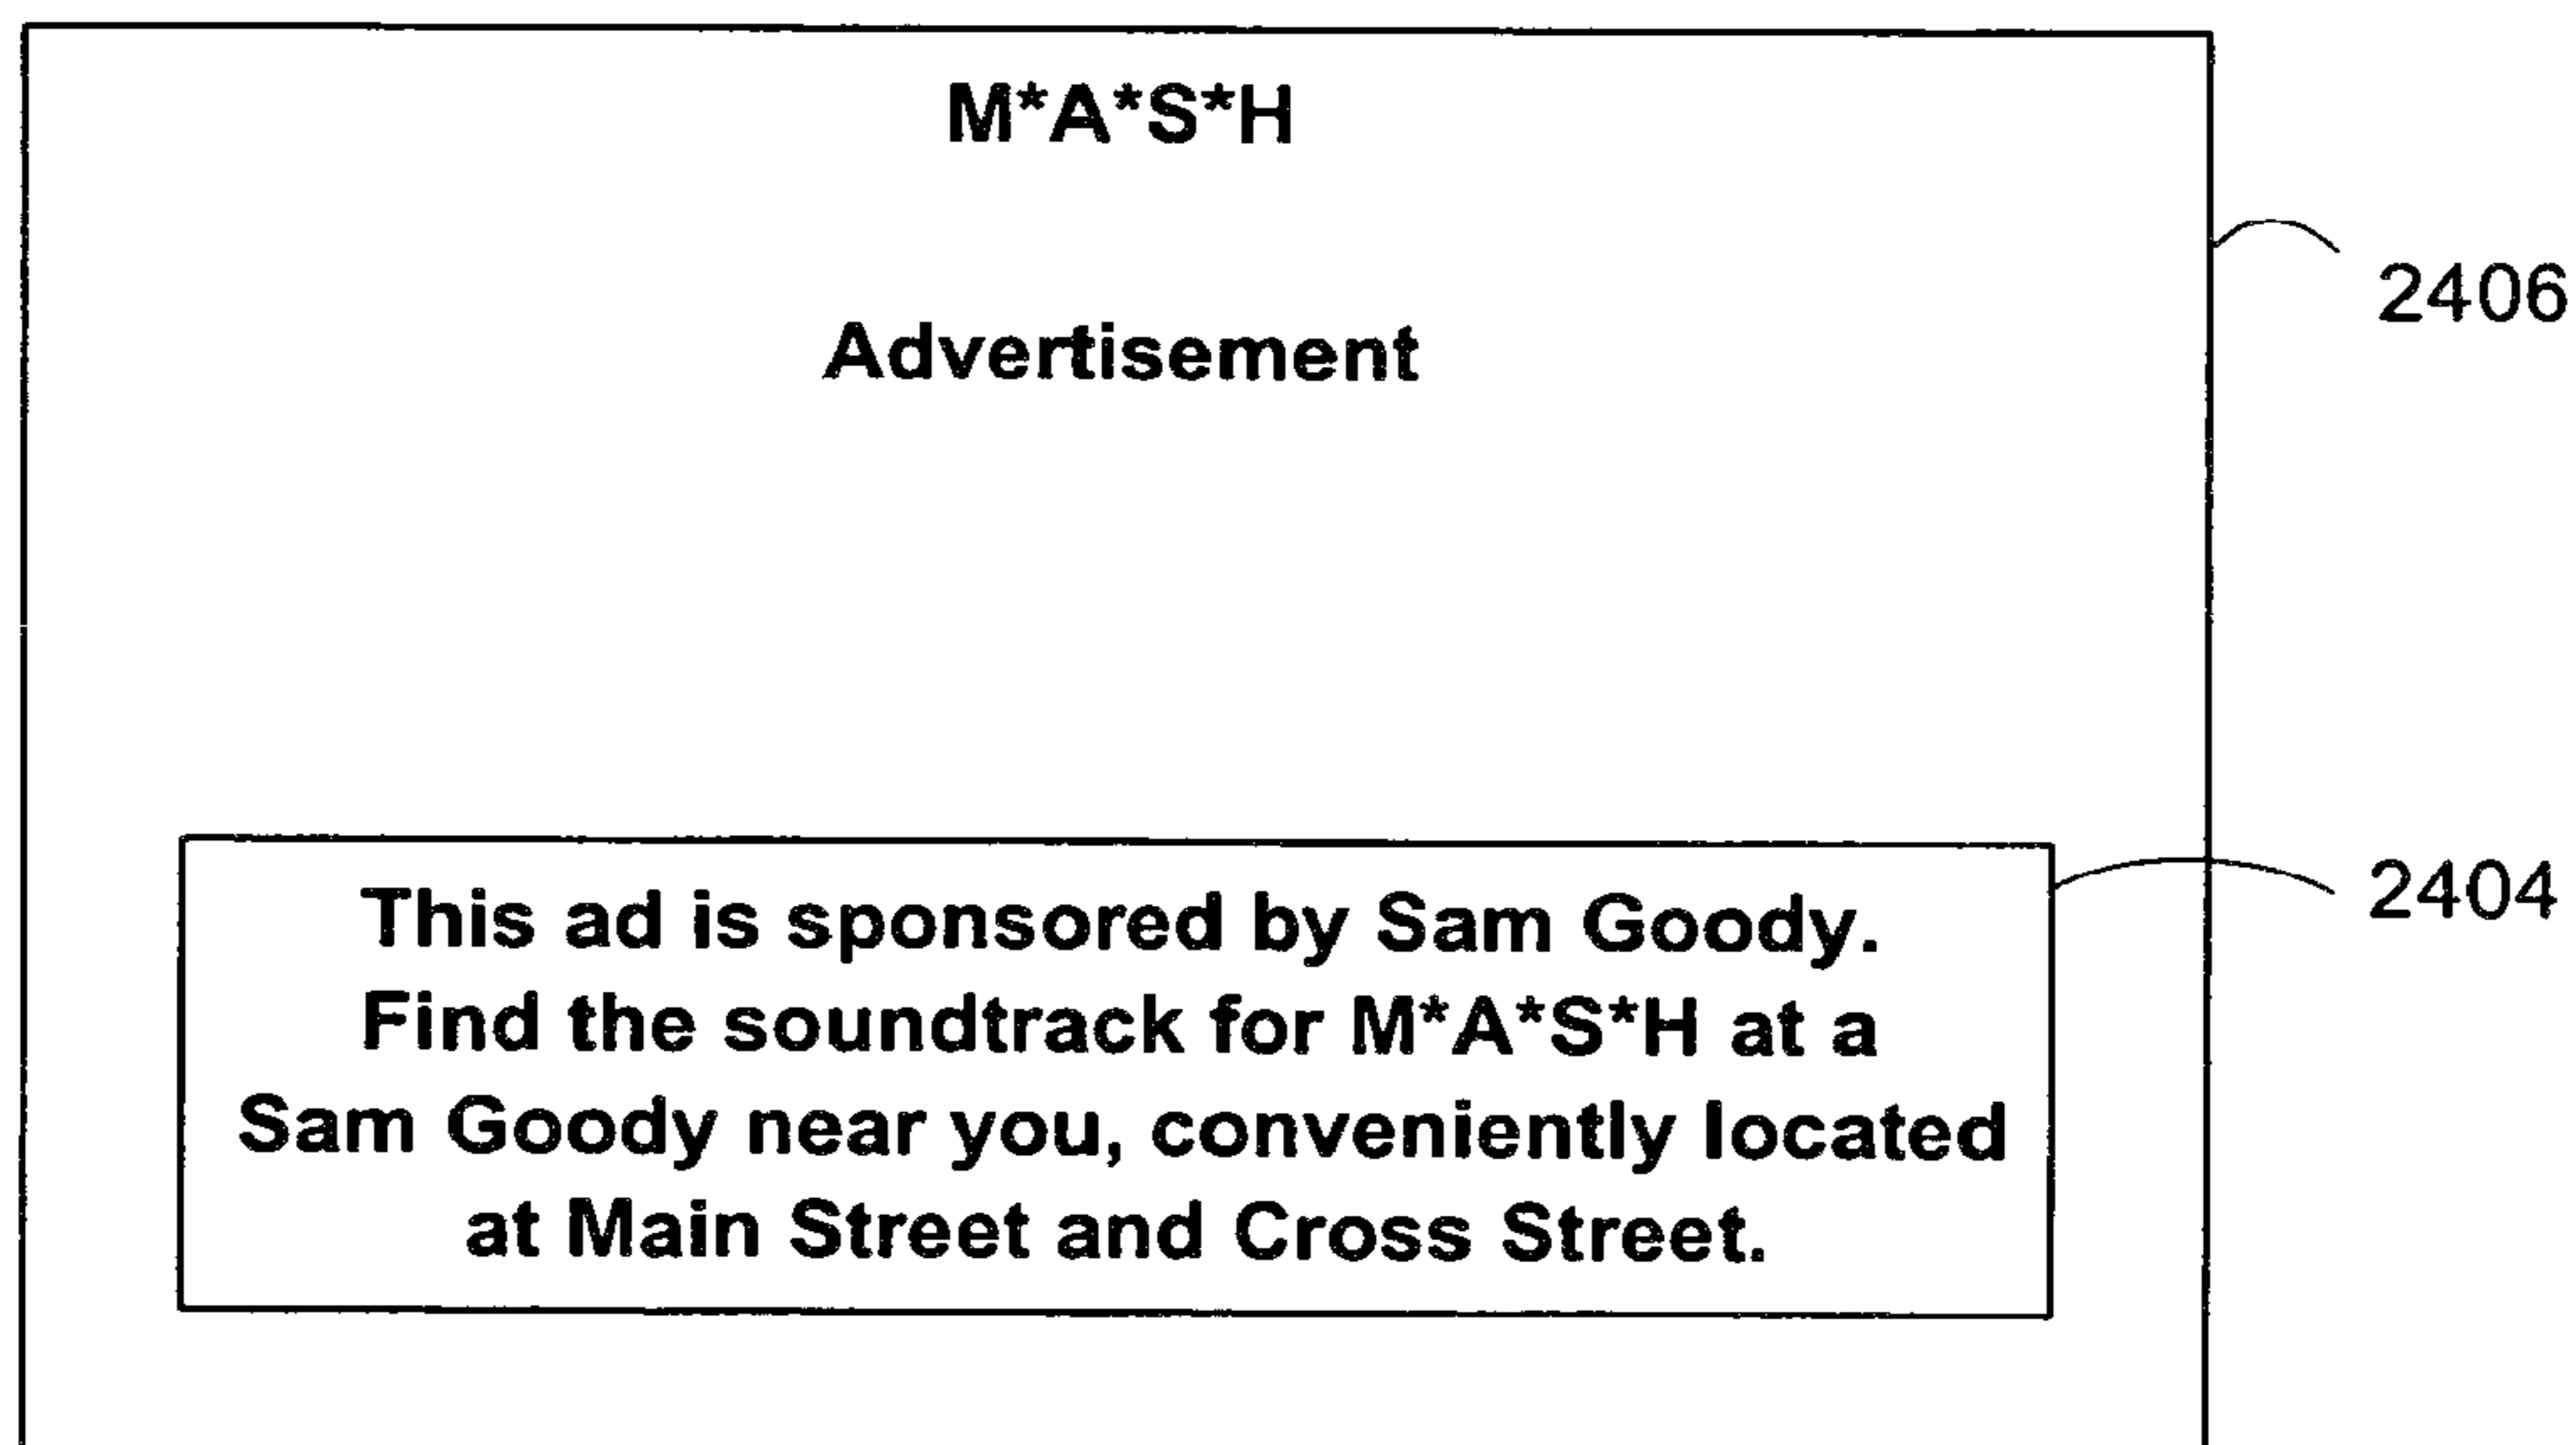 M*A*S*H
2406
Advertisement
2404
This ad is sponsored by Sam Goody.
Find the soundtrack for M*A*S*H at a
Sam Goody near you, conveniently located
at Main Street and Cross Street.